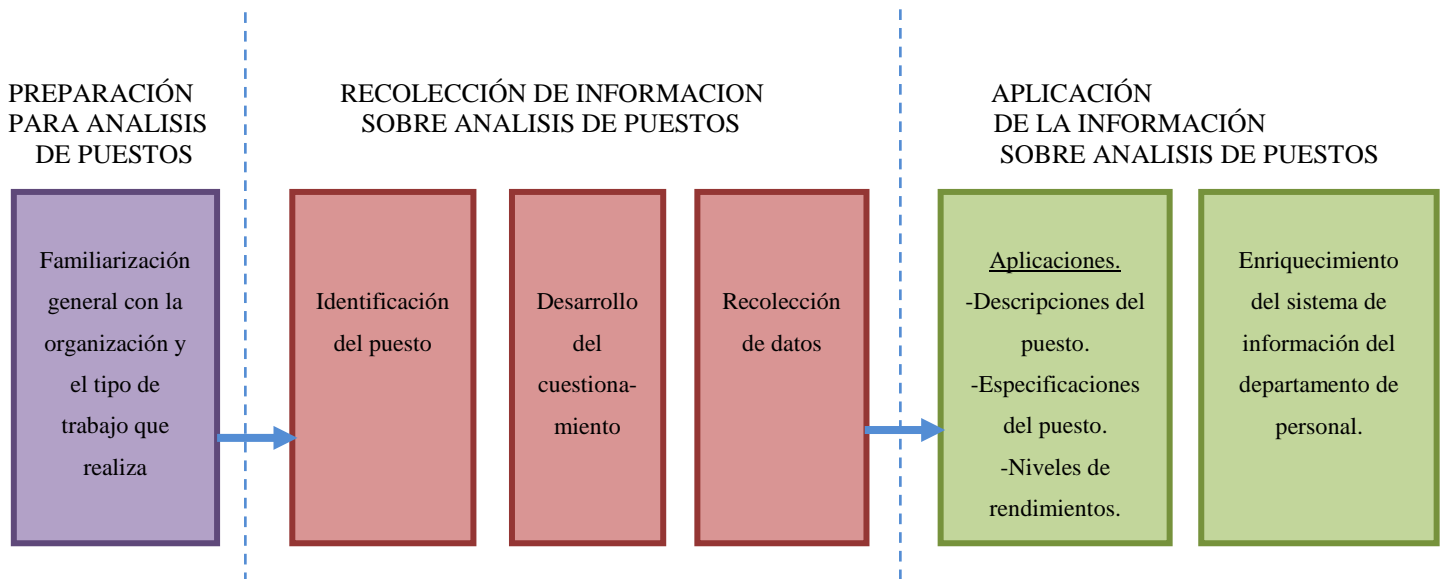 PREPARACIÓN
PARA ANALISIS
DE PUESTOS
RECOLECCIÓN DE INFORMACION
SOBRE ANALISIS DE PUESTOS
APLICACIÓN
DE LA INFORMACIÓN
SOBRE ANALISIS DE PUESTOS
Familiarización
general con la
organización y
el tipo de
trabajo que
realiza
Identificación
del puesto
Desarrollo
del
cuestiona-
miento
Recolección
de datos
Aplicaciones.
-Descripciones del
puesto.
-Especificaciones
del puesto.
-Niveles de
rendimientos.
Enriquecimiento
del sistema de
información del
departamento de
personal.